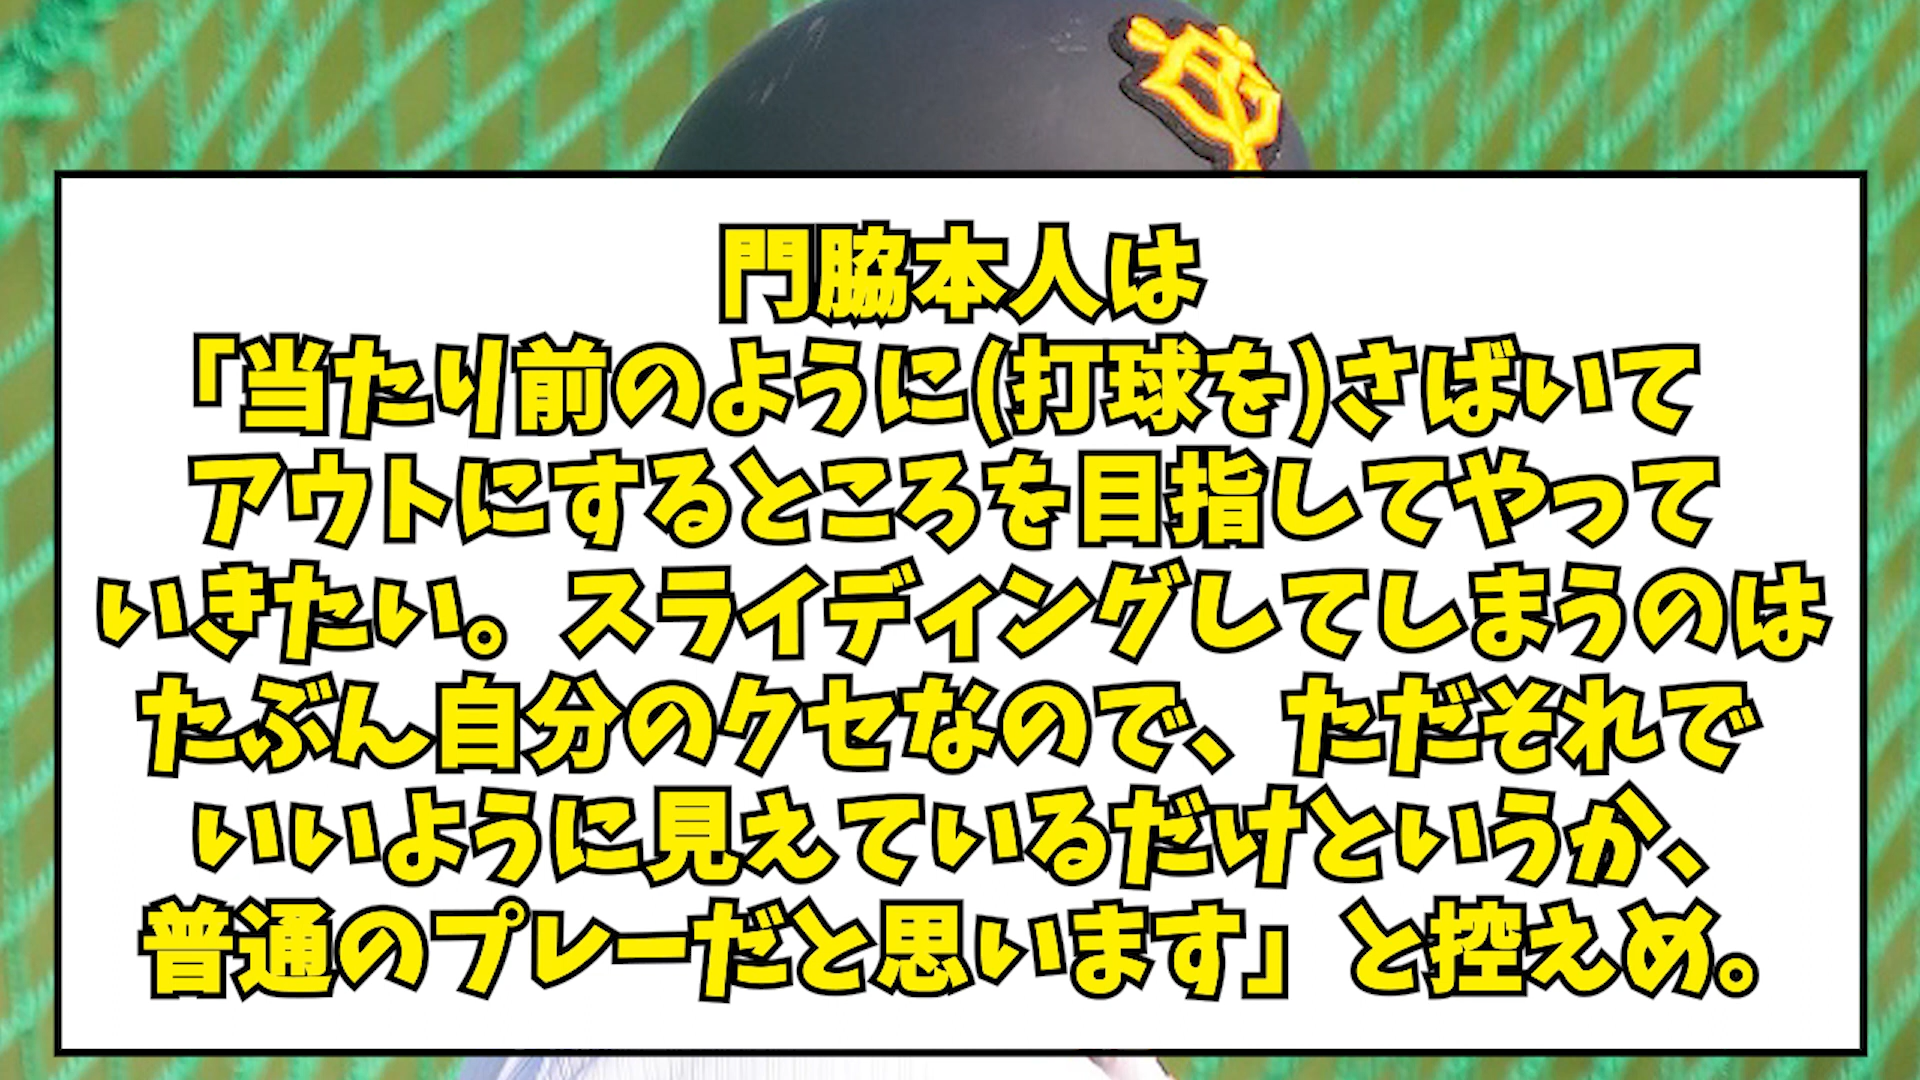 門脇本人は
「当たり前のように(打球を)さばいて
アウトにするところを目指してやって
いきたい。スライディングしてしまうのは
たぶん自分のクセなので、ただそれで
いいように見えているだけというか、
普通のプレーだと思います」と控えめ。